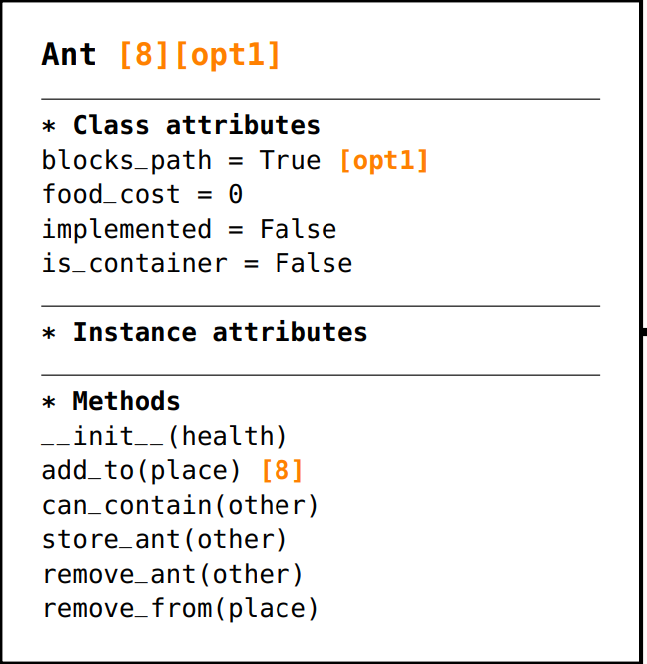 Ant [8][opt1]
* Class attributes
blocks_path = True [opt1]
food_cost = 0
implemented = False
is_container = False
* Instance attributes
* Methods
__init__(health)
add_to(place) [8]
can_contain(other)
store_ant(other)
remove_ant(other)
remove_from(place)